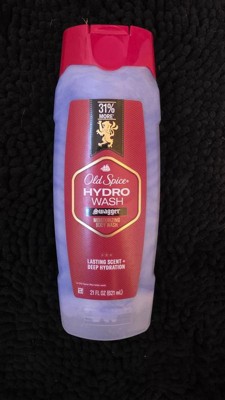 31%
MORE
Old Spice
HYDRO
WASH
Swagger
MOISTURIZING
BODY WASH
LASTING SCENT +
DEEP HYDRATION
21 FL OZ (621 mL)